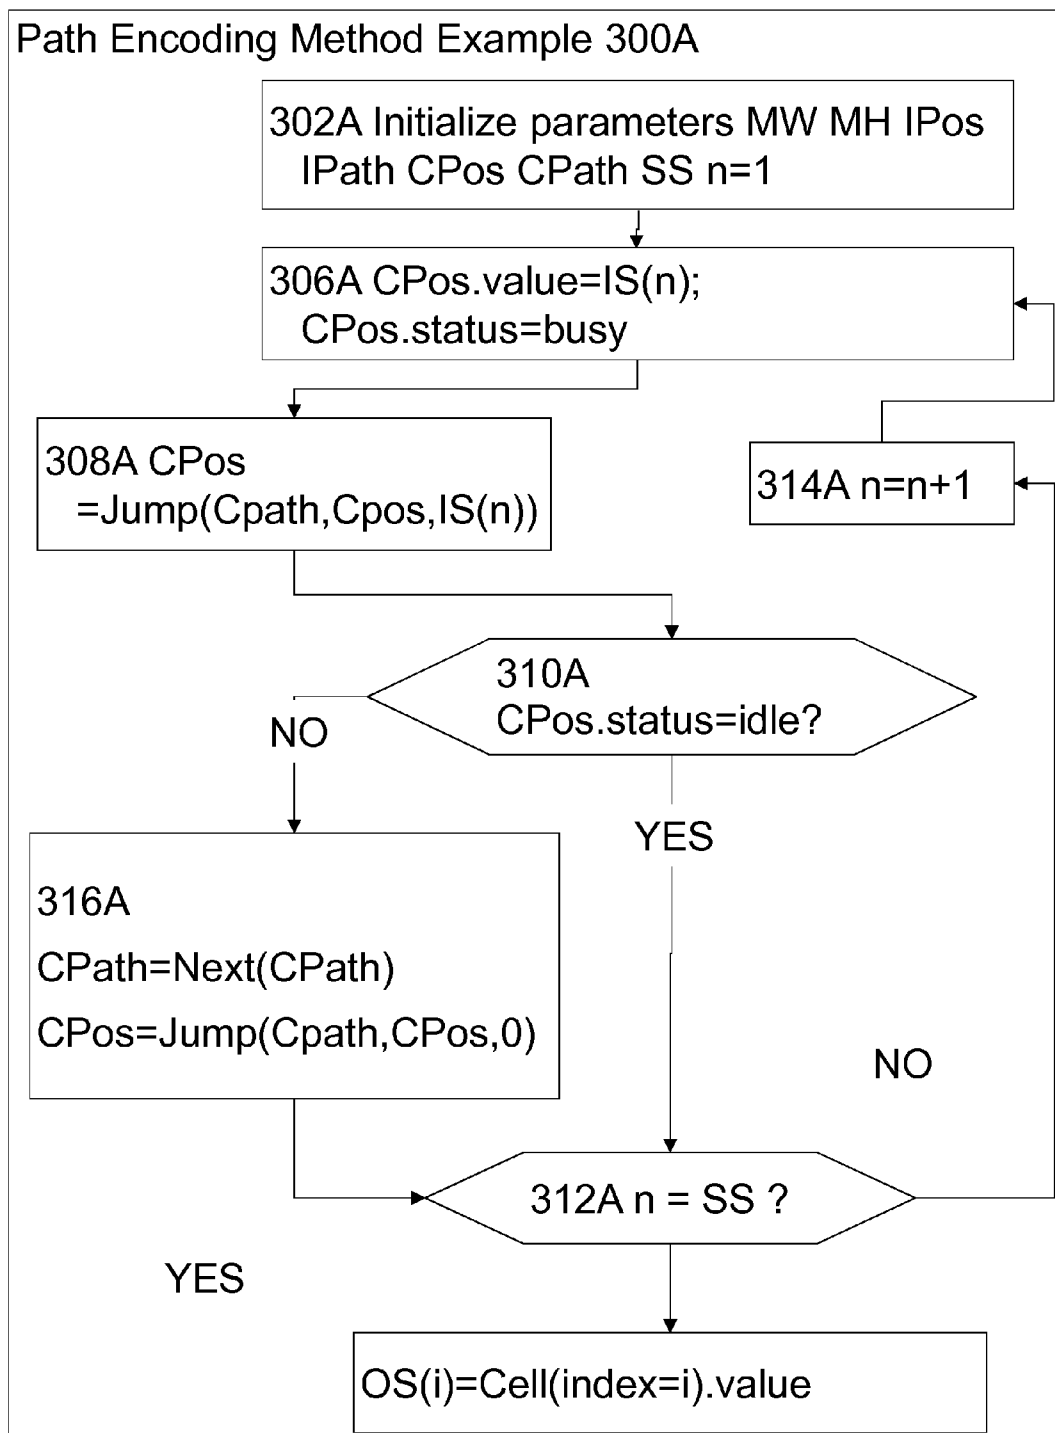 Path Encoding Method Example 300A
302A Initialize parameters MW MH IPos
IPath CPos CPath SS n=1
306A CPos.value=IS(n);
CPos.status=busy
308A CPos
=Jump(Cpath,Cpos,IS(n))
314A n=n+1
310A
CPos.status=idle?
NO
YES
316A
CPath=Next(CPath)
CPos=Jump(Cpath,CPos,0)
NO
312A n = SS ?
YES
OS(i)=Cell(index=i).value